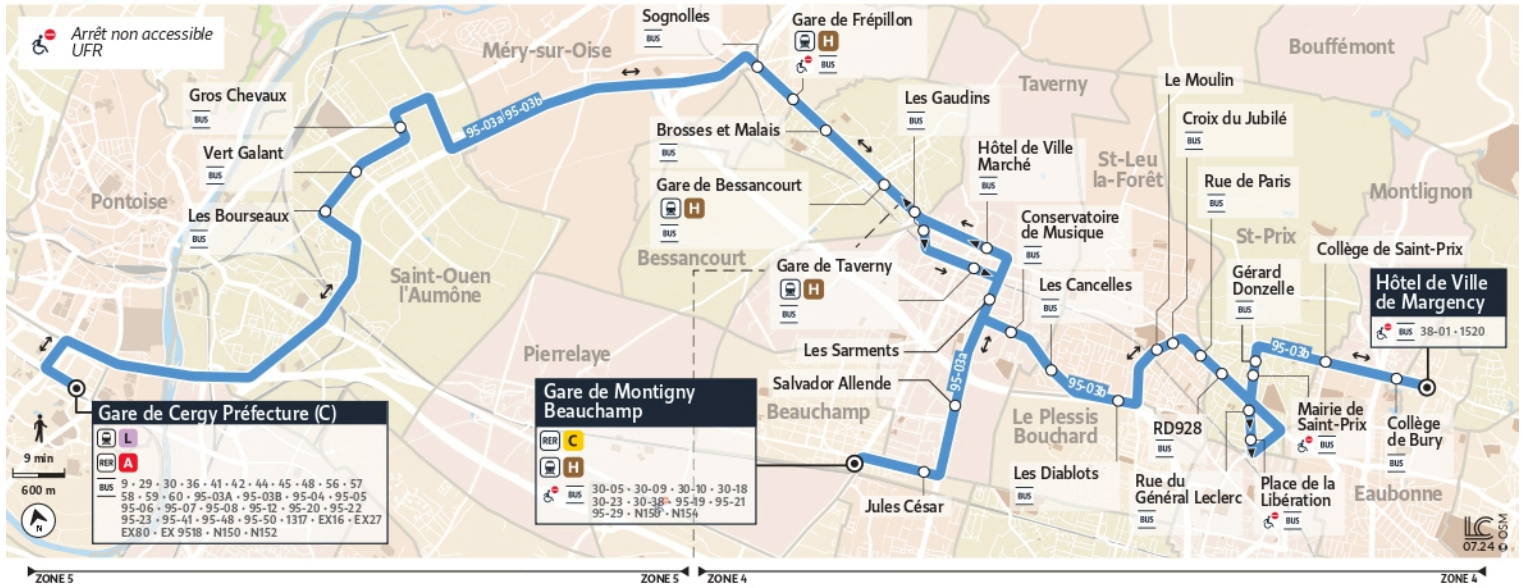 Arrêt non accessible
UFR
Sognolles
BUS
Gare de Frépillon
H
BUS
Méry-sur-Oise
Bouffémont
Taverny
Le Moulin
Gros Chevaux
BUS
95-03a 95-03b
Les Gaudins
BUS
Croix du Jubilé
BUS
Brosses et Malais
BUS
Vert Galant
BUS
Hôtel de Ville
Marché
BUS
St-Leu
la-Forêt
Rue de Paris
BUS
Montlignon
Pontoise
Gare de Bessancourt
H
BUS
Les Bourseaux
BUS
Conservatoire
de Musique
BUS
St-Prix
Collège de Saint-Prix
BUS
Bessancourt
Saint-Ouen
l'Aumône
Gare de Taverny
H
BUS
Les Cancelles
BUS
Gérard
Donzelle
BUS
Hôtel de Ville
de Margency
BUS 38-01 • 1520
Pierrelaye
Les Sarments
95-03b
95-03a
95-03b
Salvador Allende
Beauchamp
Gare de Montigny
Beauchamp
RER C
H
BUS 30-05 • 30-09 • 30-10 • 30-18
30-23 • 30-38 • 95-19 • 95-21
95-29 • N150 • N154
Gare de Cergy Préfecture (C)
L
RER A
BUS 9 • 29 • 30 • 36 • 41 • 42 • 44 • 45 • 48 • 56 • 57
58 • 59 • 60 • 95-03A • 95-03B • 95-04 • 95-05
95-06 • 95-07 • 95-08 • 95-12 • 95-20 • 95-22
95-23 • 95-41 • 95-48 • 95-50 • 1317 • EX16 • EX27
EX80 • EX 9518 • N150 • N152
Le Plessis
Bouchard
RD928
BUS
Mairie de
Saint-Prix
BUS
Collège
de Bury
BUS
Les Diablots
BUS
Rue du
Général Leclerc
BUS
Place de la
Libération
BUS
Eaubonne
Jules César
9 min
600 m
N
LC
07.24 © OSM
ZONE 5
ZONE 5
ZONE 4
ZONE 4